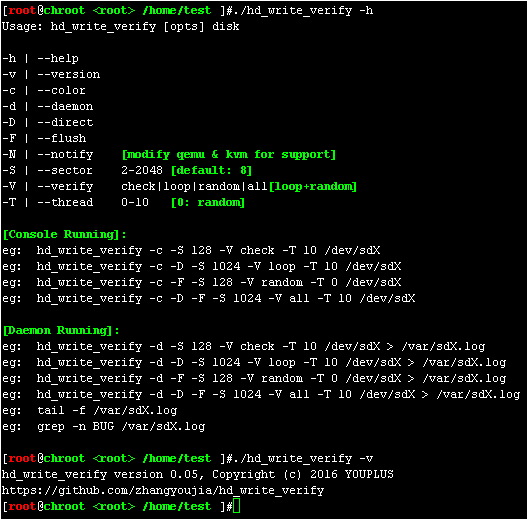 [root@chroot <root> /home/test ]#./hd_write_verify -h
Usage: hd_write_verify [opts] disk
-h | --help
-v | --version
-c | --color
-d | --daemon
-D | --direct
-F | --flush
-N | --notify    [modify qemu & kvm for support]
-S | --sector    2-2048 [default: 8]
-V | --verify    check|loop|random|all[loop+random]
-T | --thread    0-10   [0: random]
[Console Running]:
eg:  hd_write_verify -c -S 128 -V check -T 10 /dev/sdX
eg:  hd_write_verify -c -D -S 1024 -V loop -T 10 /dev/sdX
eg:  hd_write_verify -c -F -S 128 -V random -T 0 /dev/sdX
eg:  hd_write_verify -c -D -F -S 1024 -V all -T 10 /dev/sdX
[Daemon Running]:
eg:  hd_write_verify -d -S 128 -V check -T 10 /dev/sdX > /var/sdX.log
eg:  hd_write_verify -d -D -S 1024 -V loop -T 10 /dev/sdX > /var/sdX.log
eg:  hd_write_verify -d -F -S 128 -V random -T 0 /dev/sdX > /var/sdX.log
eg:  hd_write_verify -d -D -F -S 1024 -V all -T 10 /dev/sdX > /var/sdX.log
eg:  tail -f /var/sdX.log
eg:  grep -n BUG /var/sdX.log
[root@chroot <root> /home/test ]#./hd_write_verify -v
hd_write_verify version 0.05, Copyright (c) 2016 YOUPLUS
https://github.com/zhangyoujia/hd_write_verify
[root@chroot <root> /home/test ]#